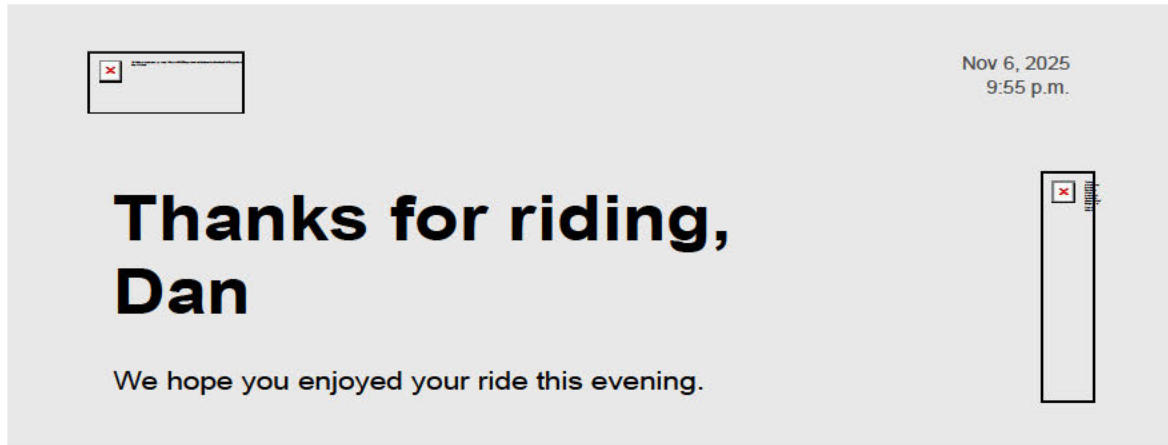 Nov 6, 2025
9:55 p.m.
Thanks for riding,
Dan
We hope you enjoyed your ride this evening.